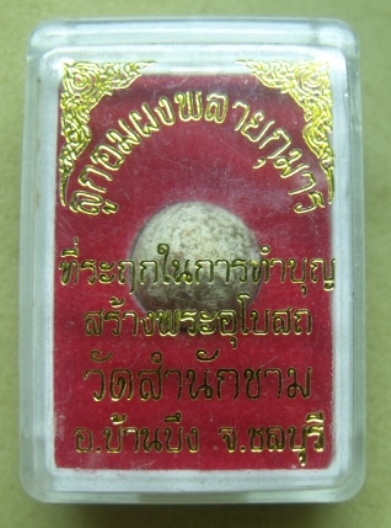 ลูกอมผงพลายกุมาร
ที่ระฤกในการทำบุญ
สร้างพระอุโบสถ
วัดสำนักขาม
อ.บ้านบึง จ.ชลบุรี